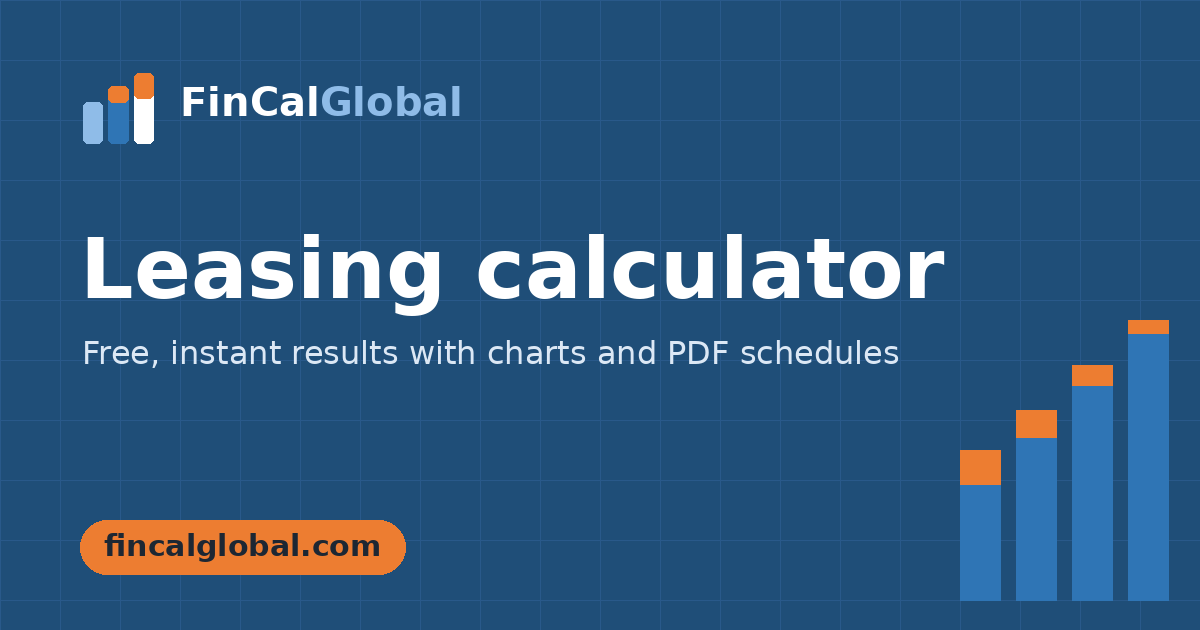 FinCalGlobal
Leasing calculator
Free, instant results with charts and PDF schedules
fincalglobal.com